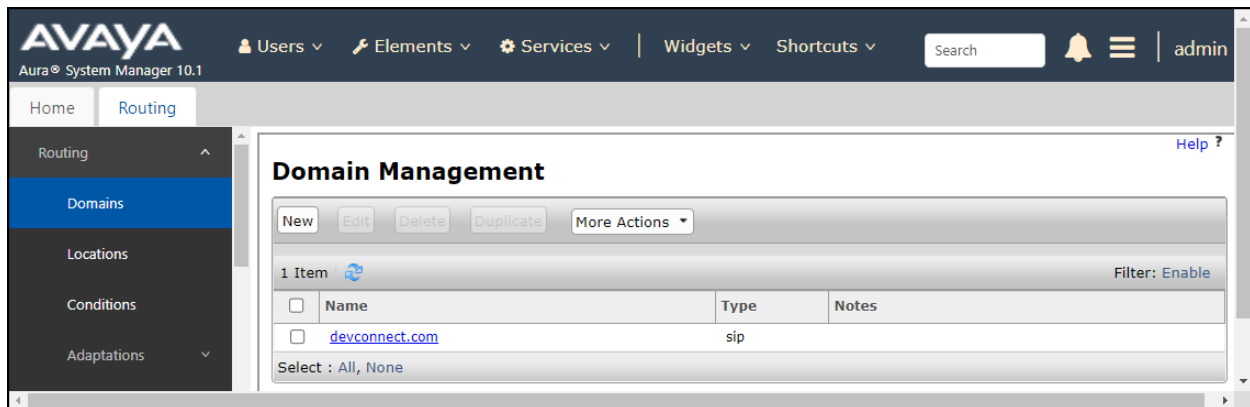 AVAYA
Aura® System Manager 10.1
Users Elements Services | Widgets Shortcuts Search admin
Home Routing
Routing
Domains
Locations
Conditions
Adaptations
Help ?
Domain Management
New Edit Delete Duplicate More Actions
1 Item Filter: Enable
Name Type Notes
devconnect.com sip
Select : All, None